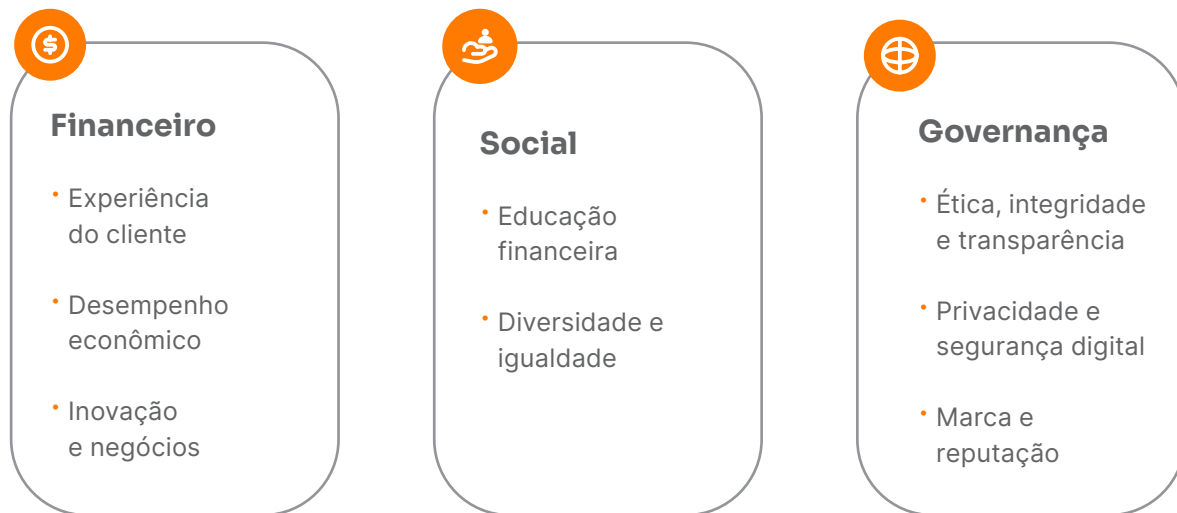 Financeiro
Experiência
do cliente
Desempenho
econômico
Inovação
e negócios
Social
Educação
financeira
Diversidade e
igualdade
Governança
Ética, integridade
e transparência
Privacidade e
segurança digital
Marca e
reputação